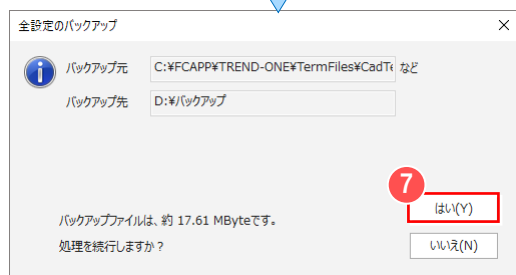 全設定のバックアップ
バックアップ元 C:¥FCAPP¥TREND-ONE¥TermFiles¥CadTe など
バックアップ先 D:¥バックアップ
7
はい(Y)
バックアップファイルは、約 17.61 MByteです。
処理を続行しますか？
いいえ(N)